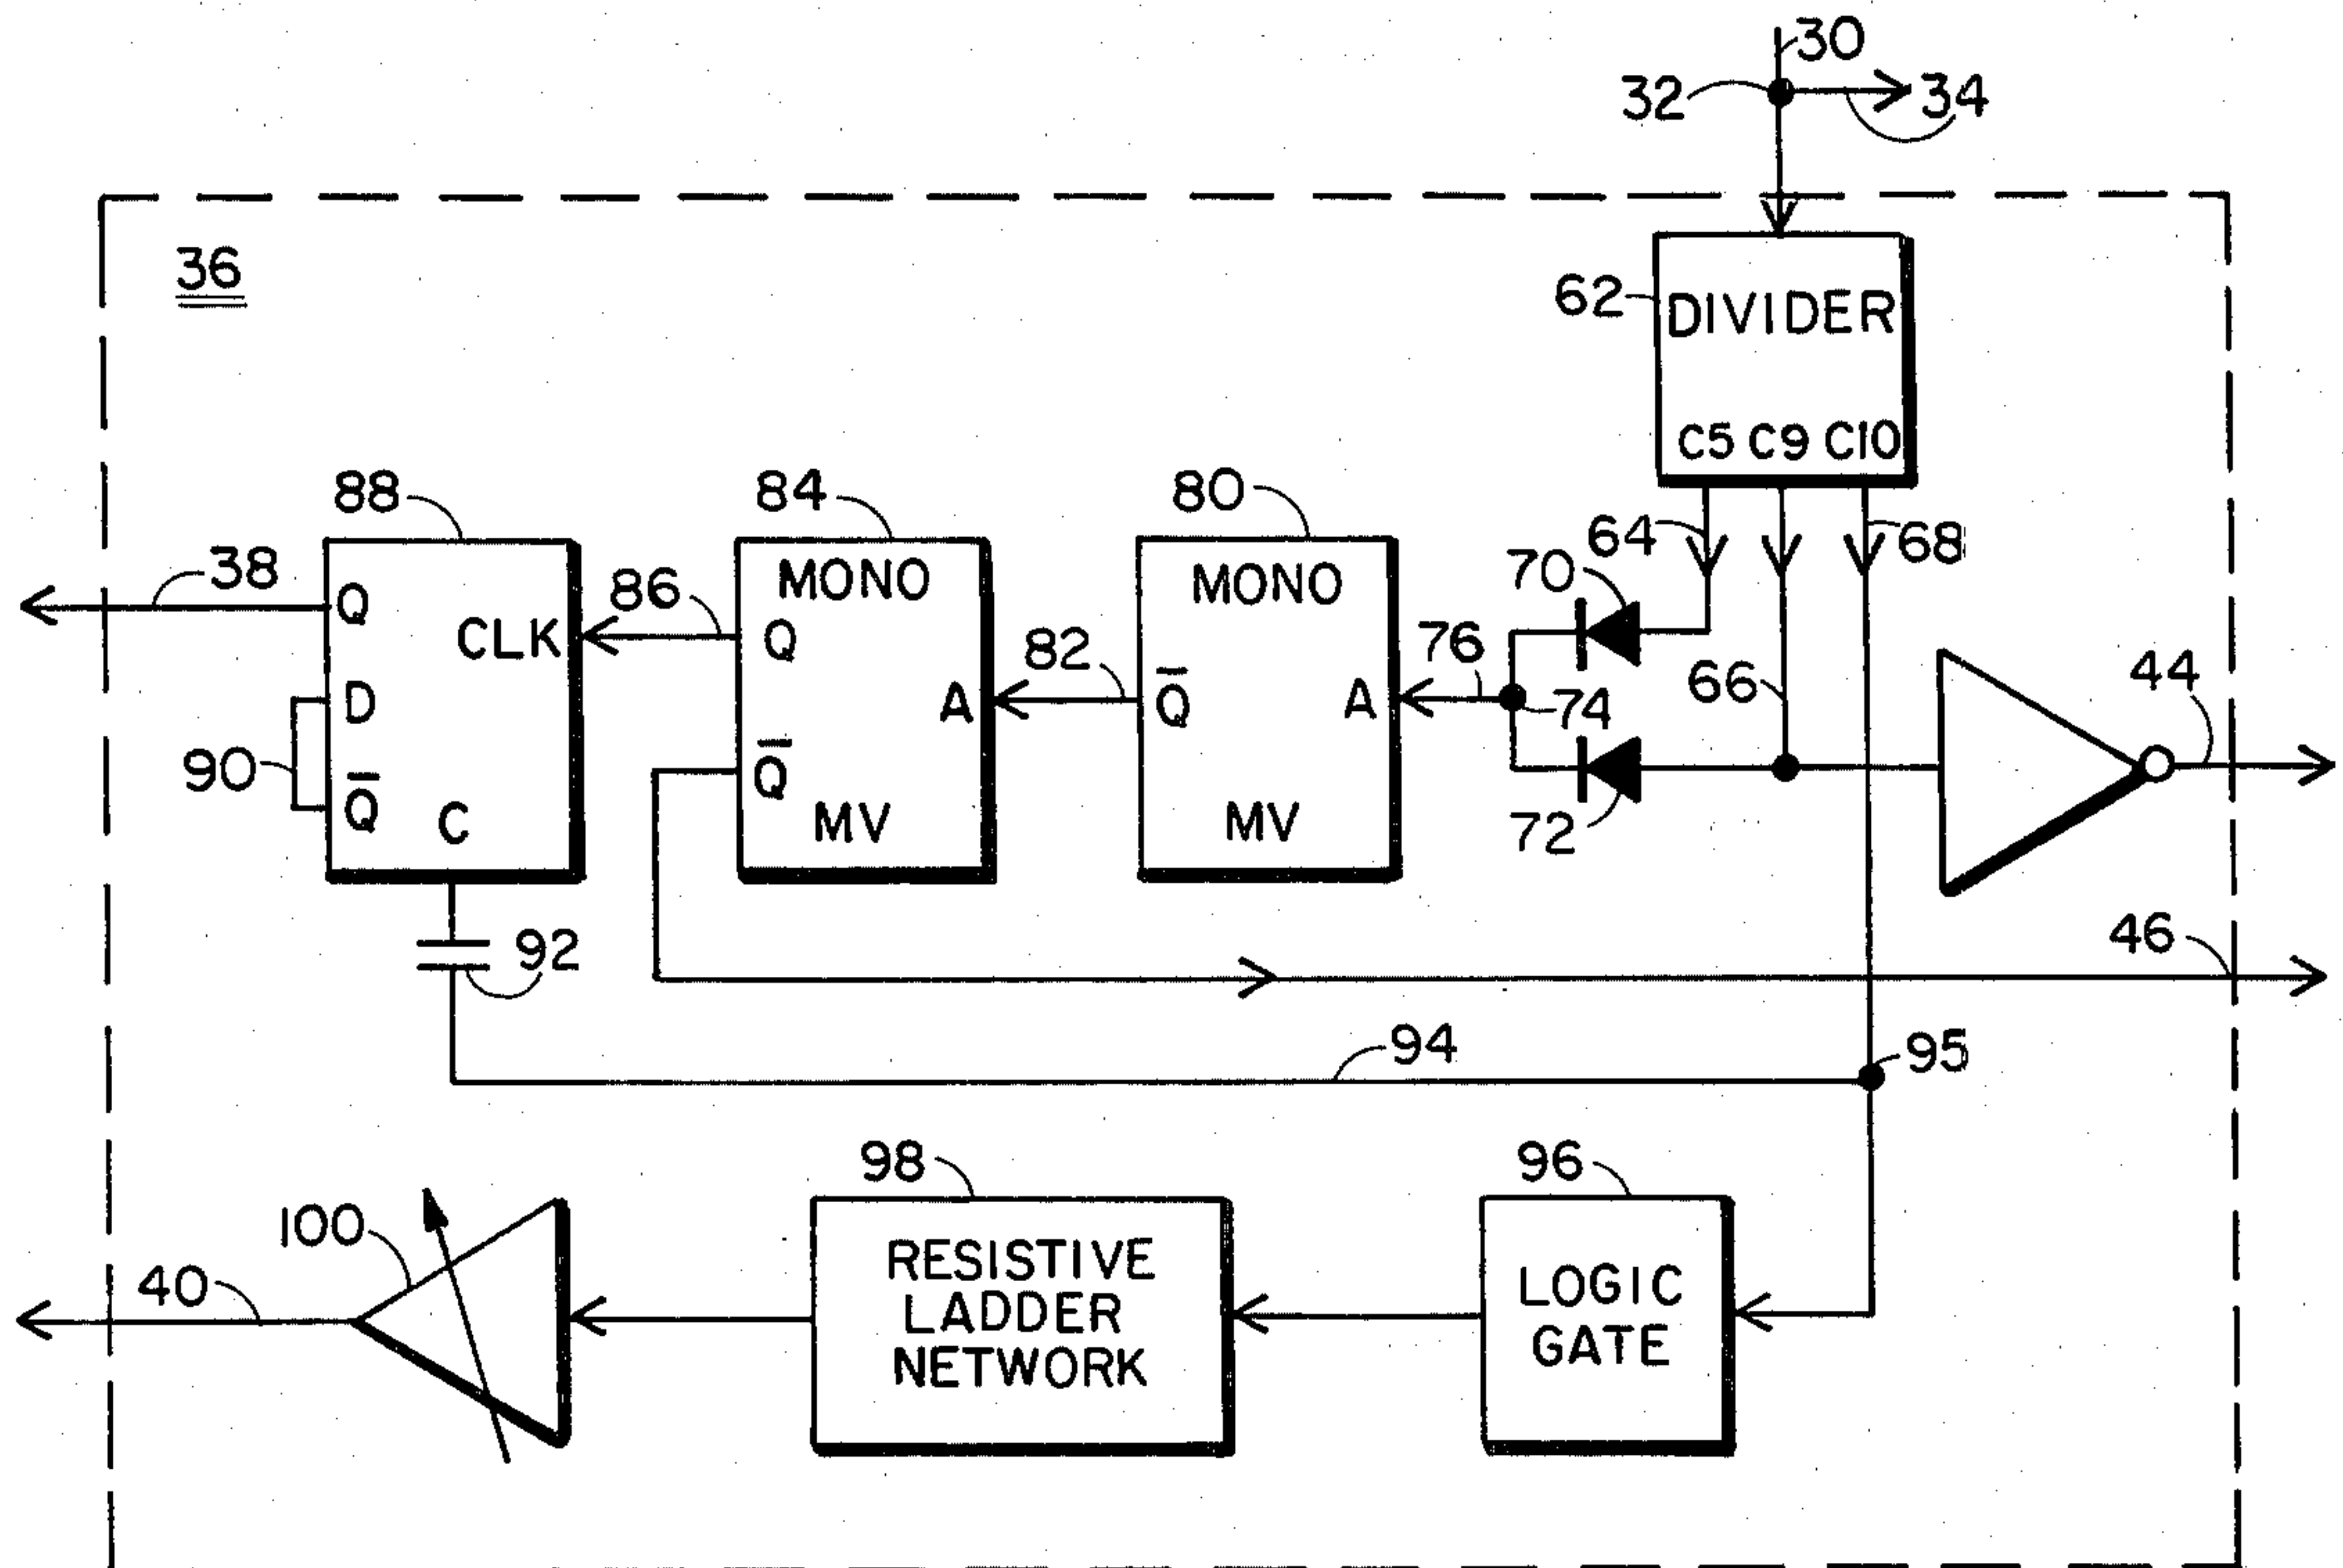 30
32
34
36
62
DIVIDER
C5 C9 C10
88
84
80
64
68
38
Q
CLK
86
MONO
Q
MONO
70
82
76
A
Q̅
A
74
66
44
90
D
Q̅
C
Q̅
MV
MV
72
92
46
94
95
98
96
100
40
RESISTIVE
LADDER
NETWORK
LOGIC
GATE